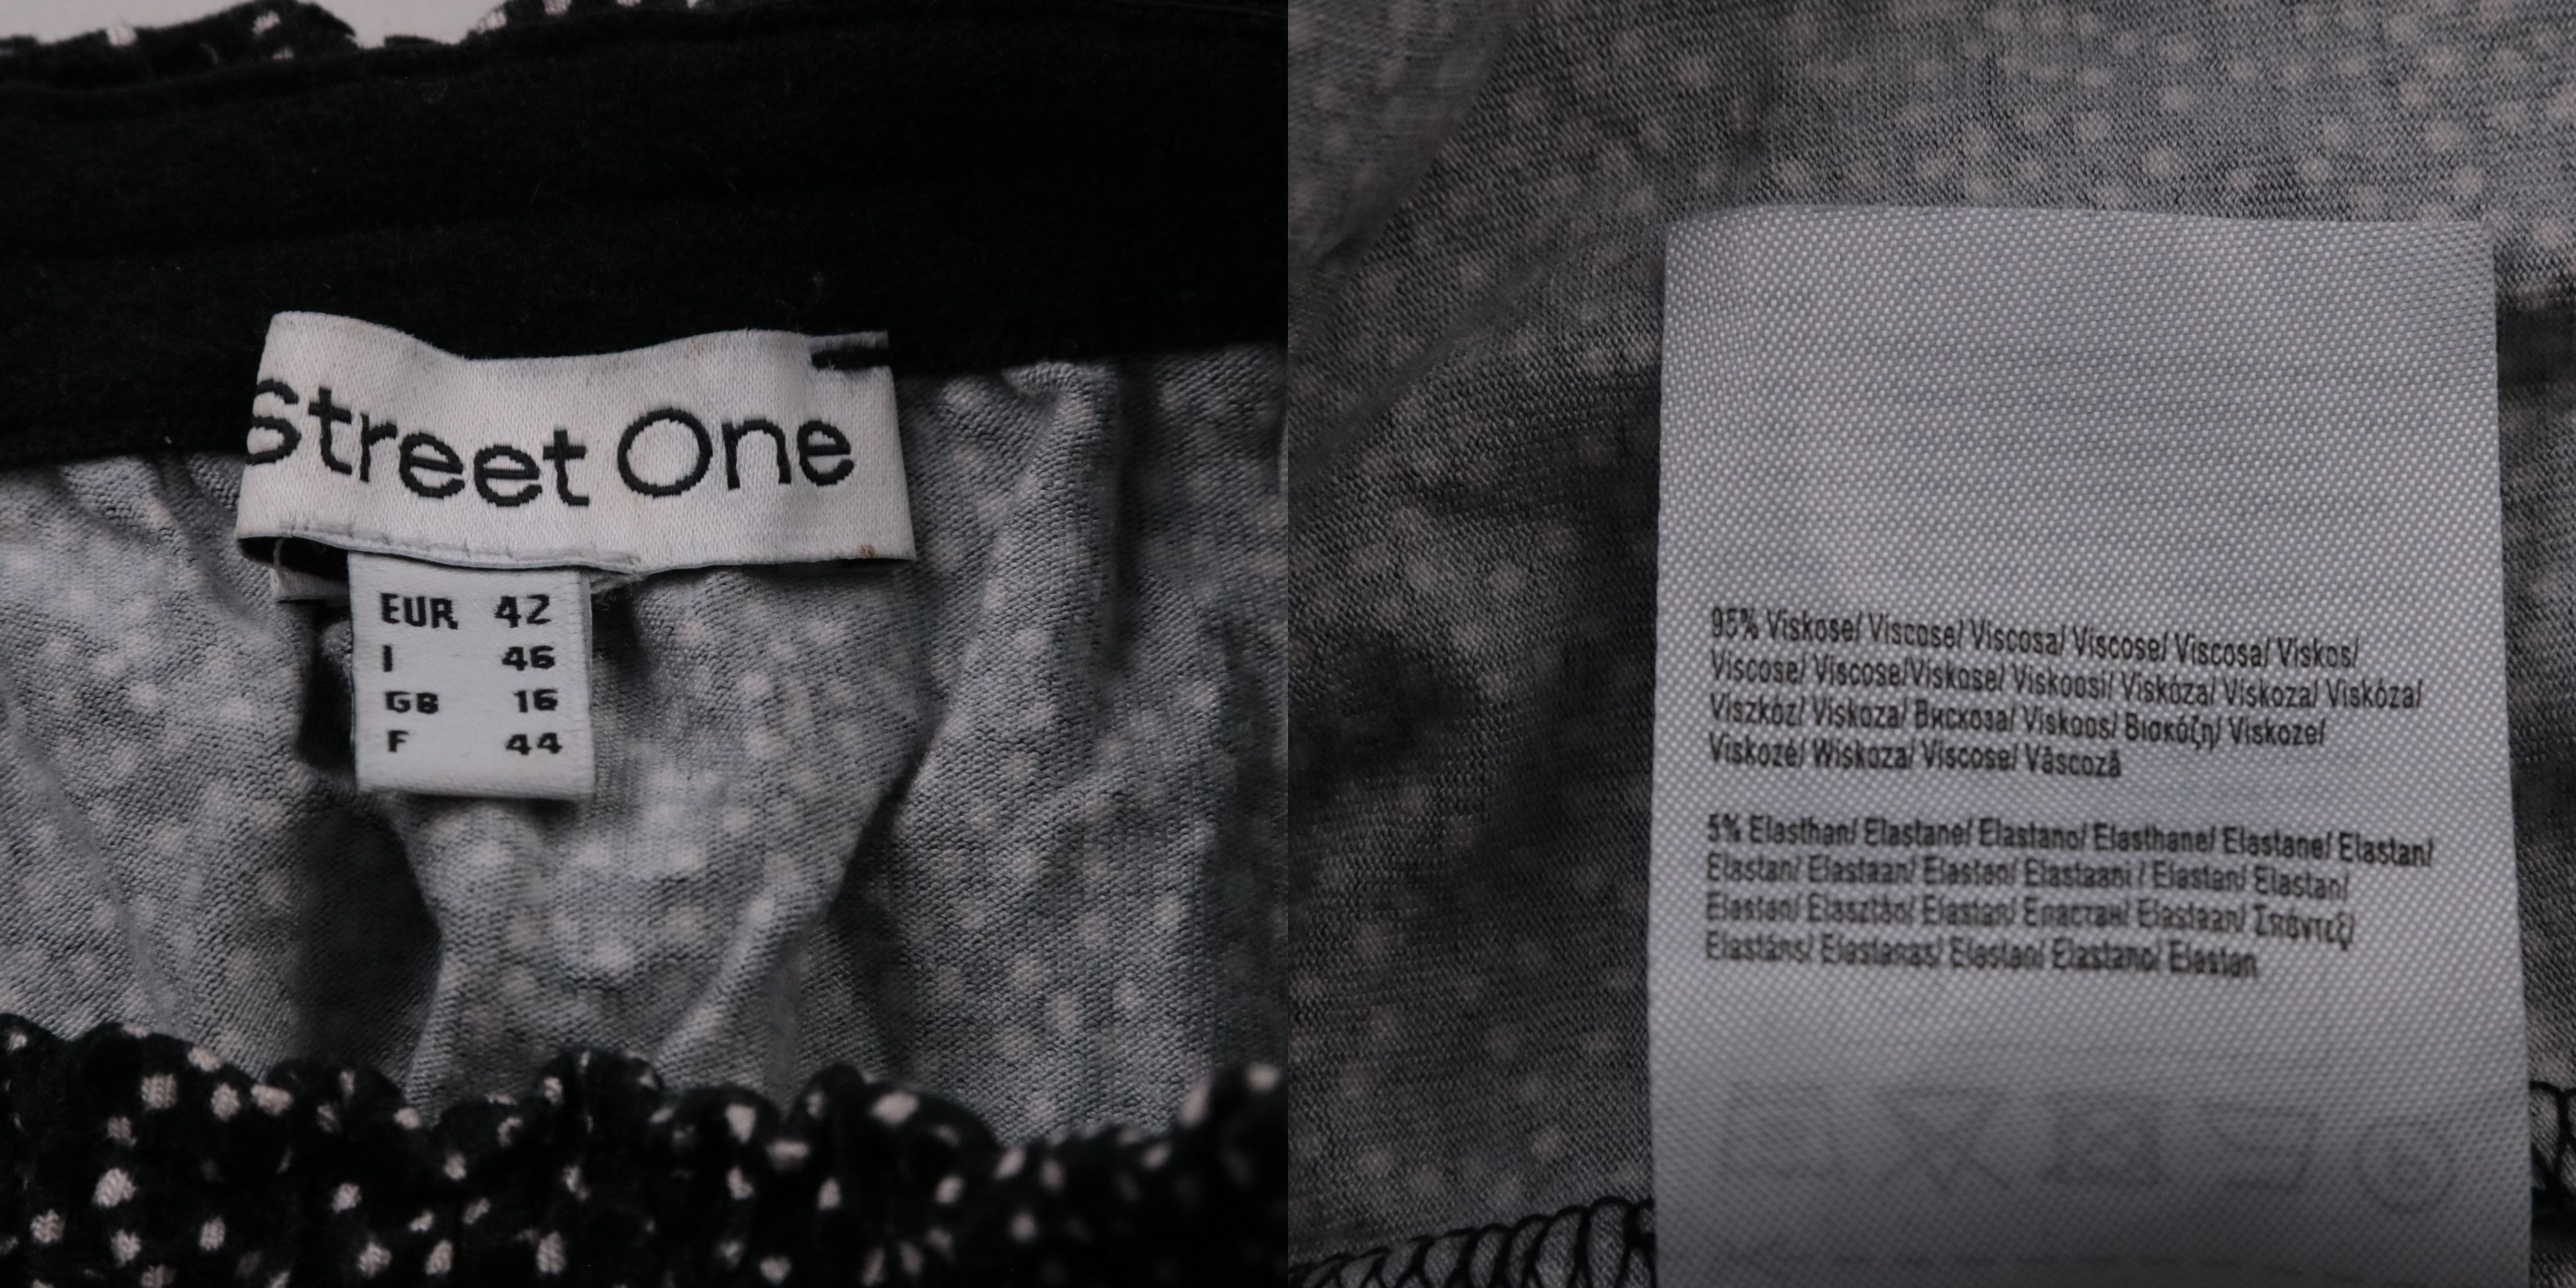 Street One
EUR 42
I 46
GB 16
F 44
95% Viskose/ Viscose/ Viscosa/ Viscose/ Viscosa/ Viskos/
Viscose/ Viscose/Viskose/ Viskoosi/ Viskóza/ Viskoza/ Viskóza/
Viszkóz/ Viskoza/ Вискоза/ Viskoos/ Βισκόζη/ Viskoze/
Viskozė/ Wiskoza/ Viscose/ Vâscoză
5% Elasthan/ Elastane/ Elastano/ Elasthane/ Elastane/ Elastan/
Elastan/ Elastaan/ Elastan/ Elastaani / Elastan/ Elastan/
Elastan/ Elasztán/ Elastan/ Еластан/ Elastaan/ Σπάντεξ/
Elastāns/ Elastanas/ Elastan/ Elastano/ Elastan